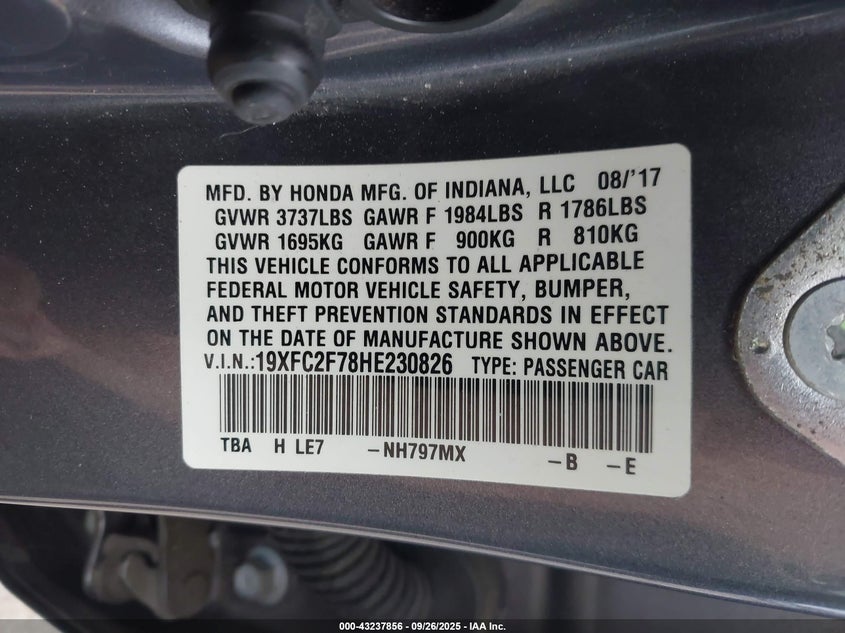 MFD. BY HONDA MFG. OF INDIANA, LLC 08/'17
GVWR 3737LBS GAWR F 1984LBS R 1786LBS
GVWR 1695KG GAWR F 900KG R 810KG
THIS VEHICLE CONFORMS TO ALL APPLICABLE
FEDERAL MOTOR VEHICLE SAFETY, BUMPER,
AND THEFT PREVENTION STANDARDS IN EFFECT
ON THE DATE OF MANUFACTURE SHOWN ABOVE.
V.I.N.:19XFC2F78HE230826 TYPE: PASSENGER CAR
TBA H LE7 –NH797MX –B –E
000-43237856 | 09/26/2025 - IAA Inc.